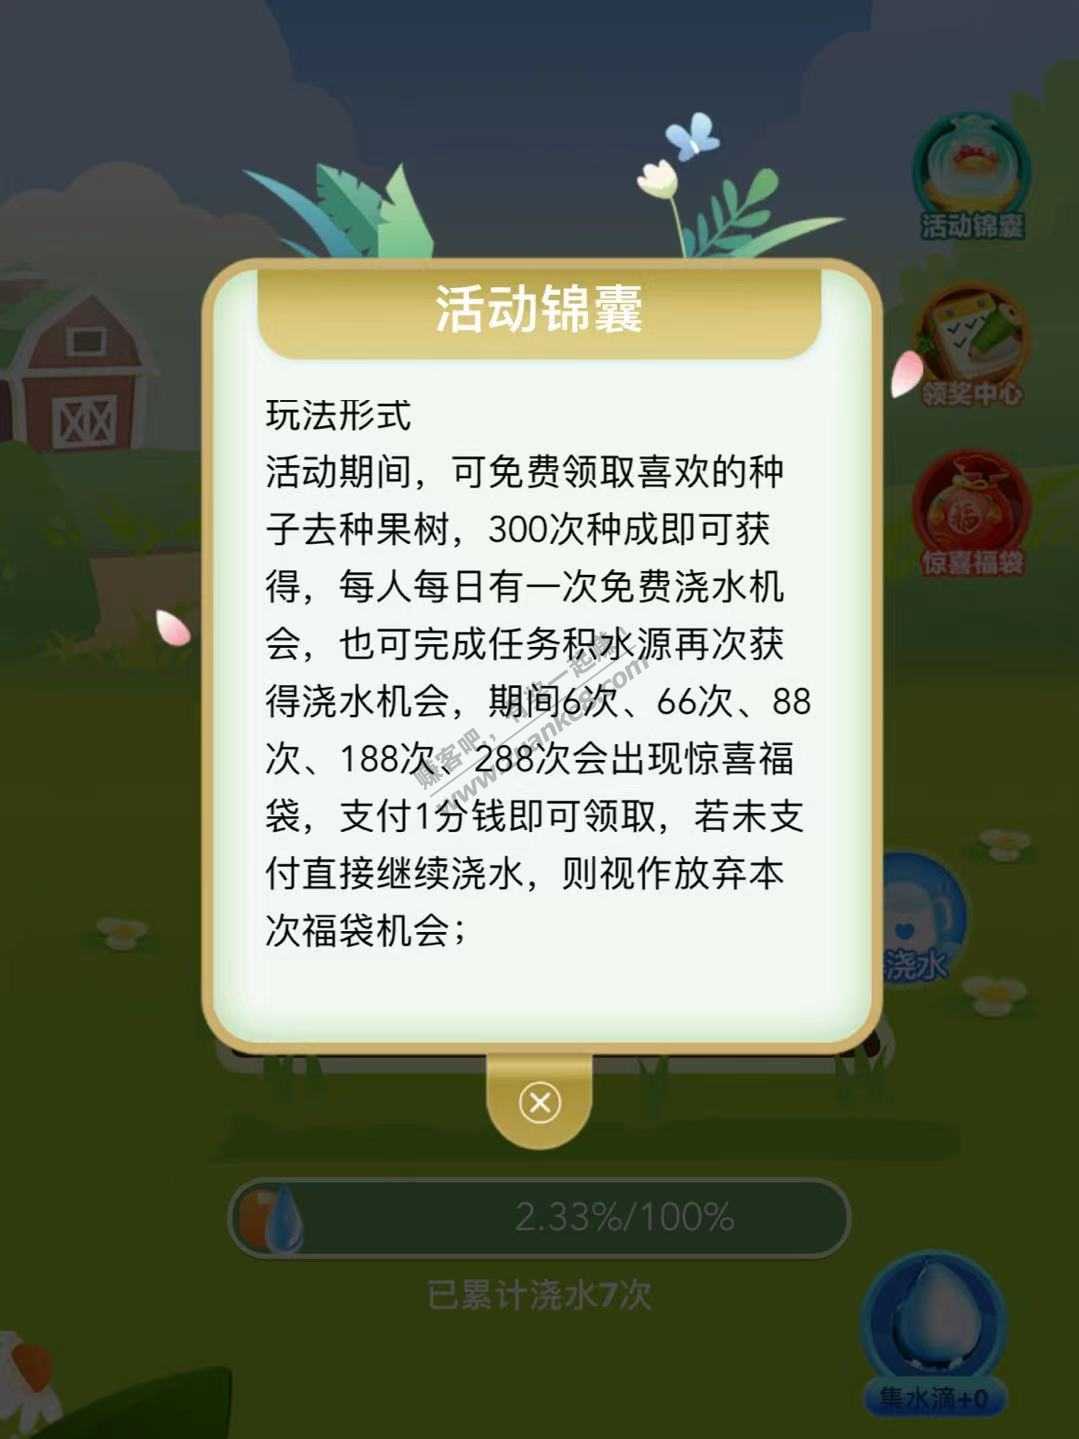 活动锦囊
活动锦囊
领奖中心
惊喜福袋
玩法形式
活动期间，可免费领取喜欢的种
子去种果树，300次种成即可获
得，每人每日有一次免费浇水机
会，也可完成任务积水源再次获
得浇水机会，期间6次、66次、88
次、188次、288次会出现惊喜福
袋，支付1分钱即可领取，若未支
付直接继续浇水，则视作放弃本
次福袋机会；
赚客吧，有奖一起赚！
www.zuanke8.com
浇水
2.33%/100%
已累计浇水7次
集水滴+0
福